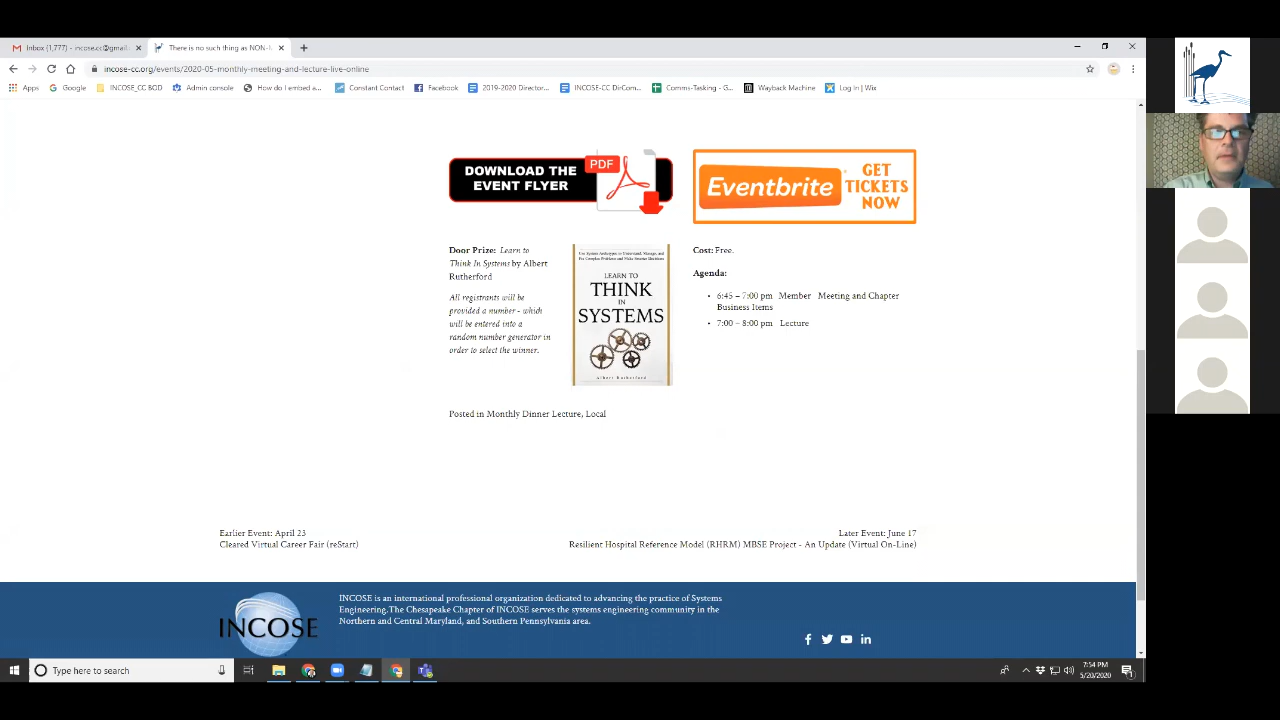 Inbox (1,777) - incose.cc@gmail.
There is no such thing as NON-
incose-cc.org/events/2020-05-monthly-meeting-and-lecture-live-online
Apps
Google
INCOSE_CC BOD
Admin console
How do I embed a...
Constant Contact
Facebook
2019-2020 Director...
INCOSE-CC DirCom...
Comms-Tasking - G...
Wayback Machine
Log In | Wix
DOWNLOAD THE
EVENT FLYER
PDF
Eventbrite
GET
TICKETS
NOW
Door Prize: Learn to
Think In Systems by Albert
Rutherford
All registrants will be
provided a number - which
will be entered into a
random number generator in
order to select the winner.
LEARN TO
THINK
IN
SYSTEMS
Albert Rutherford
Cost: Free.
Agenda:
• 6:45 – 7:00 pm Member Meeting and Chapter
Business Items
• 7:00 – 8:00 pm Lecture
Posted in Monthly Dinner Lecture, Local
Earlier Event: April 23
Cleared Virtual Career Fair (reStart)
Later Event: June 17
Resilient Hospital Reference Model (RHRM) MBSE Project - An Update (Virtual On-Line)
INCOSE
INCOSE is an international professional organization dedicated to advancing the practice of Systems
Engineering.The Chesapeake Chapter of INCOSE serves the systems engineering community in the
Northern and Central Maryland, and Southern Pennsylvania area.
Type here to search
7:54 PM
5/20/2020